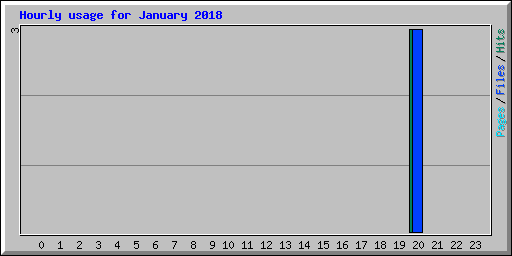 Hourly usage for January 2018
3
Pages/Files/Hits
0 1 2 3 4 5 6 7 8 9 10 11 12 13 14 15 16 17 18 19 20 21 22 23